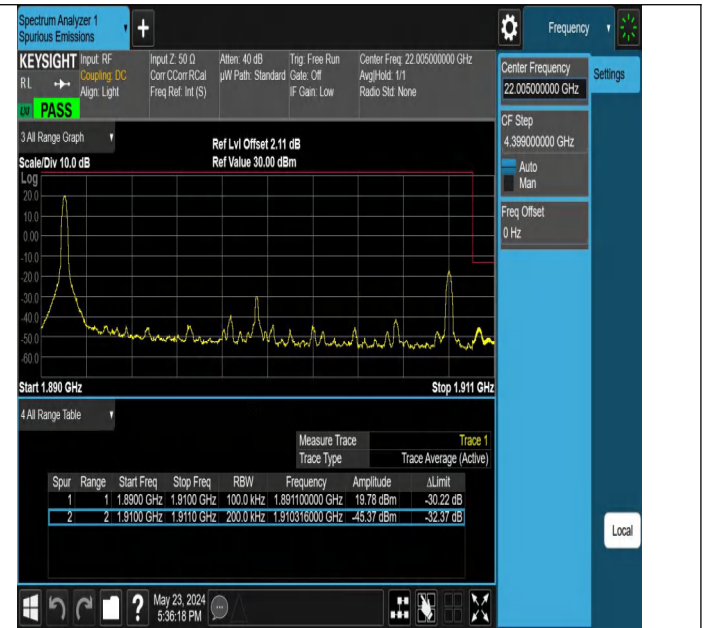 Spectrum Analyzer 1
Spurious Emissions
Frequency
KEYSIGHT
RL
PASS
Input: RF
Coupling: DC
Align: Light
Input Z: 50 Ω
Corr CCorr RCal
Freq Ref: Int (S)
Atten: 40 dB
µW Path: Standard
Trig: Free Run
Gate: Off
IF Gain: Low
Center Freq: 22.005000000 GHz
Avg|Hold: 1/1
Radio Std: None
3 All Range Graph
Scale/Div 10.0 dB
Ref Lvl Offset 2.11 dB
Ref Value 30.00 dBm
Log
20.0
10.0
0.00
-10.0
-20.0
-30.0
-40.0
-50.0
-60.0
Start 1.890 GHz
Stop 1.911 GHz
4 All Range Table
Measure Trace Trace 1
Trace Type Trace Average (Active)
Spur Range Start Freq Stop Freq RBW Frequency Amplitude ΔLimit
1 1 1.8900 GHz 1.9100 GHz 100.0 kHz 1.891100000 GHz 19.78 dBm -30.22 dB
2 2 1.9100 GHz 1.9110 GHz 200.0 kHz 1.910316000 GHz -45.37 dBm -32.37 dB
May 23, 2024
5:36:18 PM
Center Frequency
22.005000000 GHz
Settings
CF Step
4.399000000 GHz
Auto
Man
Freq Offset
0 Hz
Local